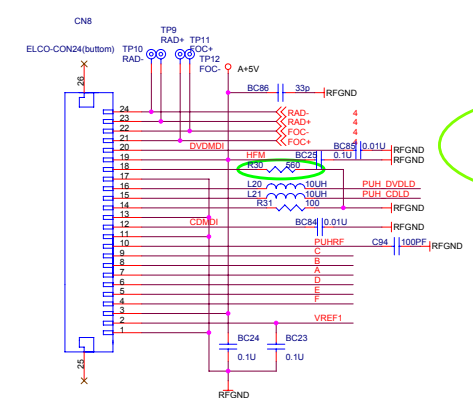 CN8
TP9
RAD+ TP11
ELCO-CON24(buttom) TP10 FOC+
RAD- TP12
FOC- A+5V
26
BC86 33p RFGND
24 RAD- 4
23 RAD+ 4
22 FOC- 4
21 FOC+ 4
20 DVDMDI BC85 0.01U RFGND
19 HFM BC25 0.1U RFGND
18 R30 560
17
16 L20 10UH PUH_DVDLD
15 L21 10UH PUH_CDLD
14 R31 100 RFGND
13
12 CDMDI BC84 0.01U RFGND
11
10 PUHRF C94 100PF RFGND
9 C
8 B
7 A
6 D
5 E
4 F
3
2 VREF1
1
BC24 BC23
0.1U 0.1U
25
RFGND